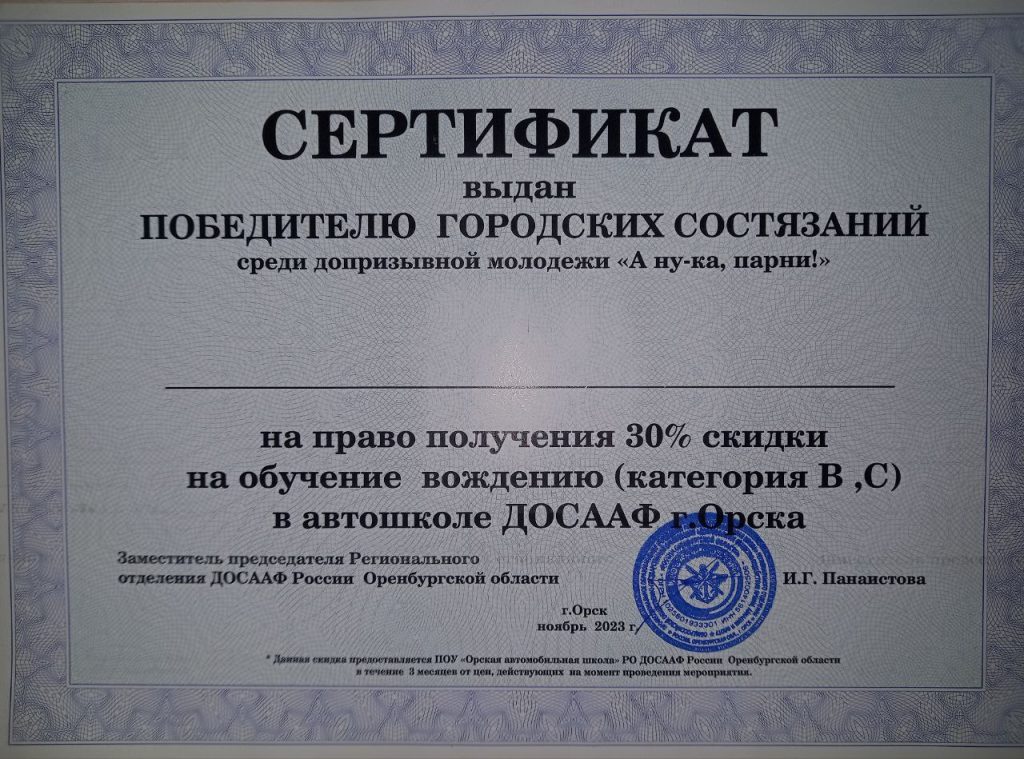 СЕРТИФИКАТ
выдан
ПОБЕДИТЕЛЮ ГОРОДСКИХ СОСТЯЗАНИЙ
среди допризывной молодежи «А ну-ка, парни!»
на право получения 30% скидки
на обучение вождению (категория В ,С)
в автошколе ДОСААФ г.Орска
Заместитель председателя Регионального
отделения ДОСААФ России Оренбургской области
И.Г. Панаистова
г.Орск
ноябрь 2023 г
* Данная скидка предоставляется ПОУ «Орская автомобильная школа» РО ДОСААФ России Оренбургской области
в течение 3 месяцев от цен, действующих на момент проведения мероприятия.